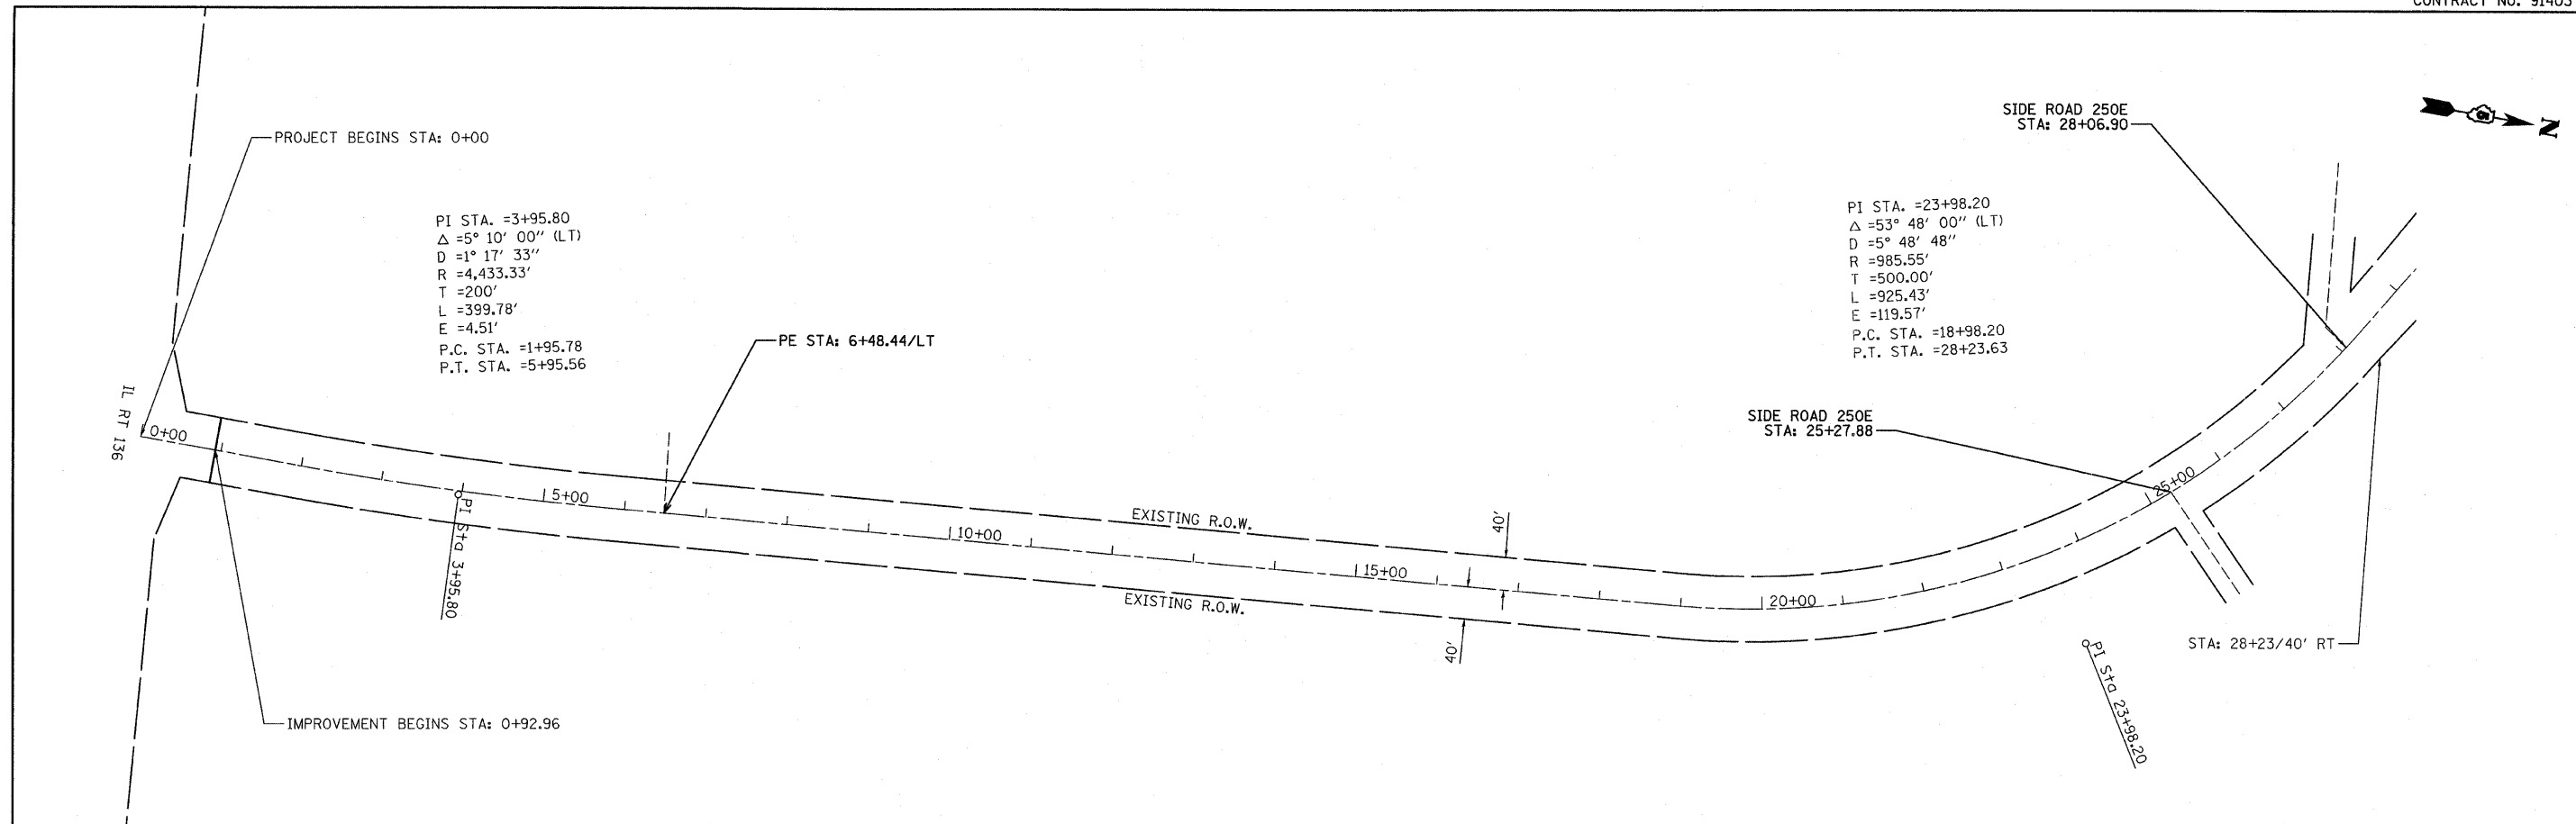 CONTRACT NO. 91403
PROJECT BEGINS STA: 0+00
PI STA. =3+95.80
Δ =5° 10' 00'' (LT)
D =1° 17' 33''
R =4,433.33'
T =200'
L =399.78'
E =4.51'
P.C. STA. =1+95.78
P.T. STA. =5+95.56
PE STA: 6+48.44/LT
SIDE ROAD 250E
STA: 28+06.90
N
PI STA. =23+98.20
Δ =53° 48' 00'' (LT)
D =5° 48' 48''
R =985.55'
T =500.00'
L =925.43'
E =119.57'
P.C. STA. =18+98.20
P.T. STA. =28+23.63
SIDE ROAD 250E
STA: 25+27.88
IL RT 136
0+00
PI Sta 3+95.80
5+00
10+00
EXISTING R.O.W.
EXISTING R.O.W.
40'
40'
15+00
20+00
25+00
STA: 28+23/40' RT
PI Sta 23+98.20
IMPROVEMENT BEGINS STA: 0+92.96